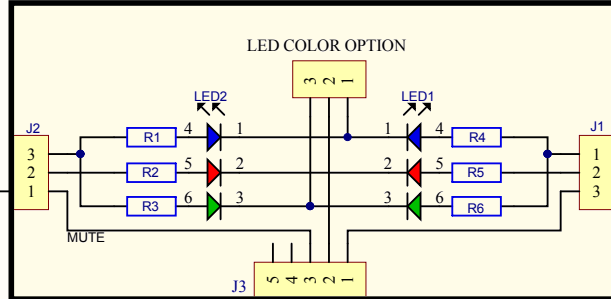 LED COLOR OPTION
3 2 1
LED2 LED1
J2 J1
R1 4 1 1 4 R4
3 1
2 R2 5 2 2 5 R5 2
1 R3 6 3 3 6 R6 3
MUTE
J3 5 4 3 2 1